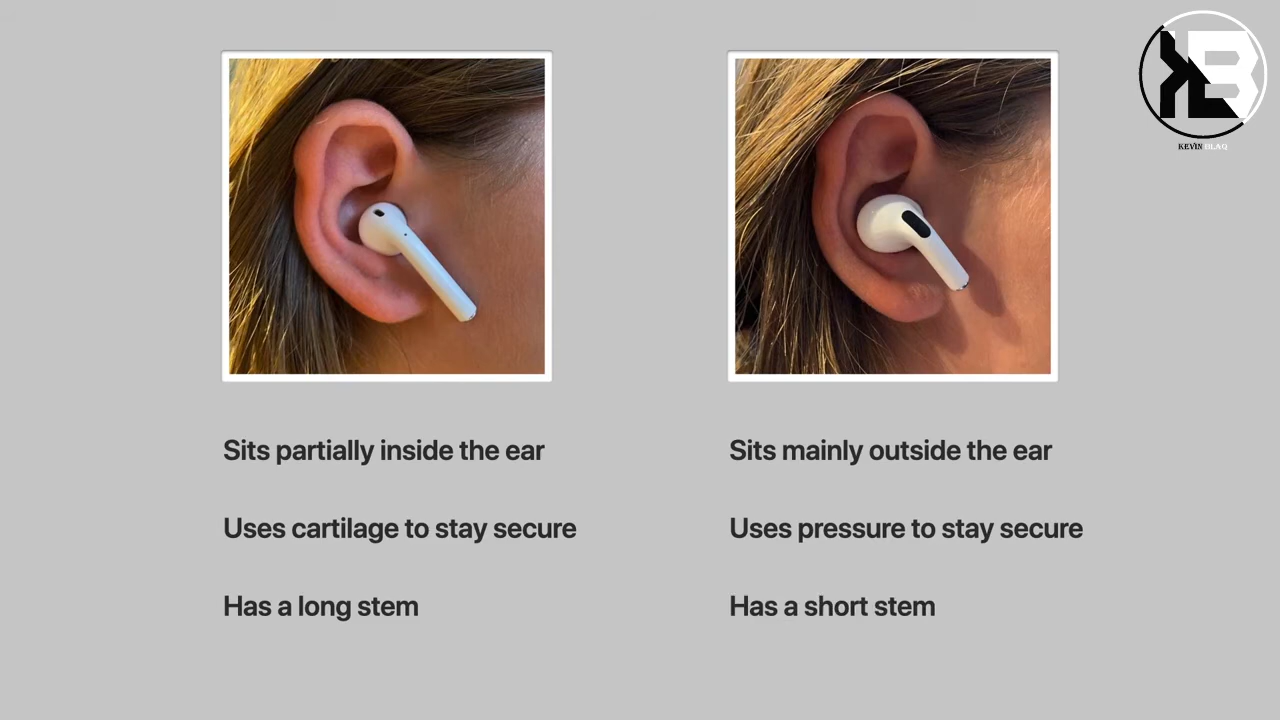 KB
KEVIN BLAQ
Sits partially inside the ear
Sits mainly outside the ear
Uses cartilage to stay secure
Uses pressure to stay secure
Has a long stem
Has a short stem